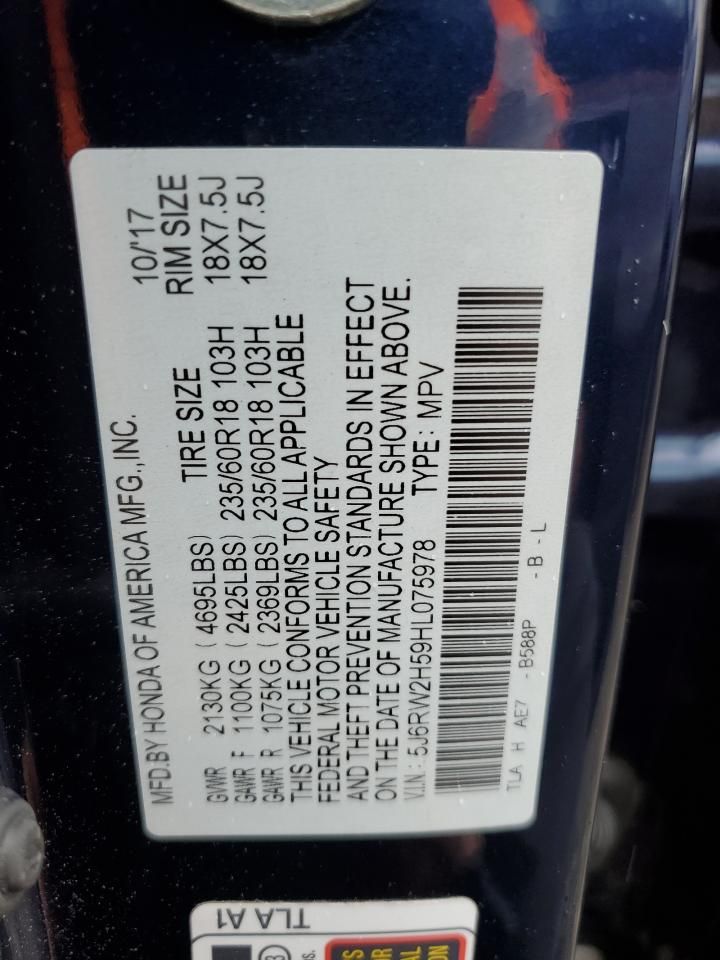 MFD.BY HONDA OF AMERICA MFG.,INC. 10/'17
GVWR 2130KG ( 4695LBS) TIRE SIZE RIM SIZE
GAWR F 1100KG ( 2425LBS) 235/60R18 103H 18X7.5J
GAWR R 1075KG ( 2369LBS) 235/60R18 103H 18X7.5J
THIS VEHICLE CONFORMS TO ALL APPLICABLE
FEDERAL MOTOR VEHICLE SAFETY
AND THEFT PREVENTION STANDARDS IN EFFECT
ON THE DATE OF MANUFACTURE SHOWN ABOVE.
V.I.N.: 5J6RW2H59HL075978 TYPE: MPV
TLA H AE7 -B588P -B-L
TLA A1